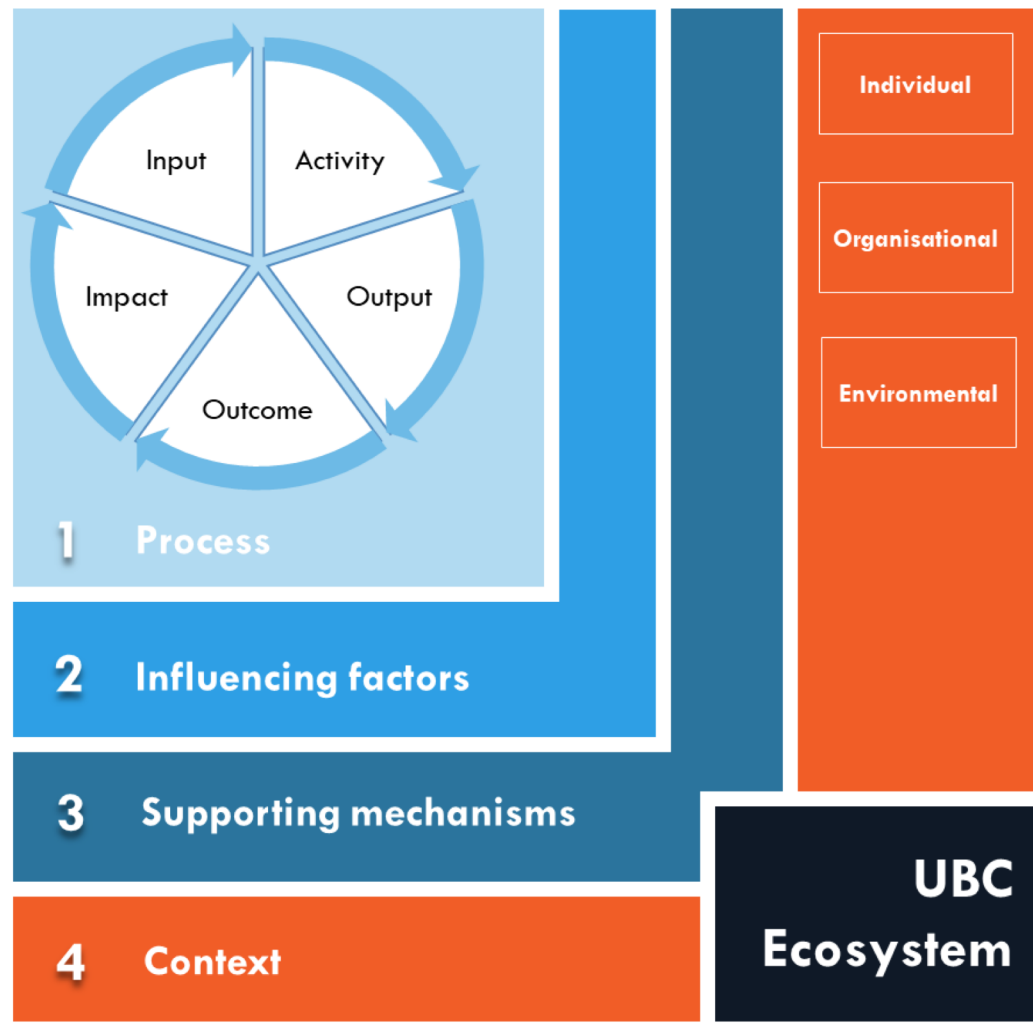 Input
Activity
Impact
Output
Outcome
1 Process
2 Influencing factors
3 Supporting mechanisms
4 Context
Individual
Organisational
Environmental
UBC
Ecosystem